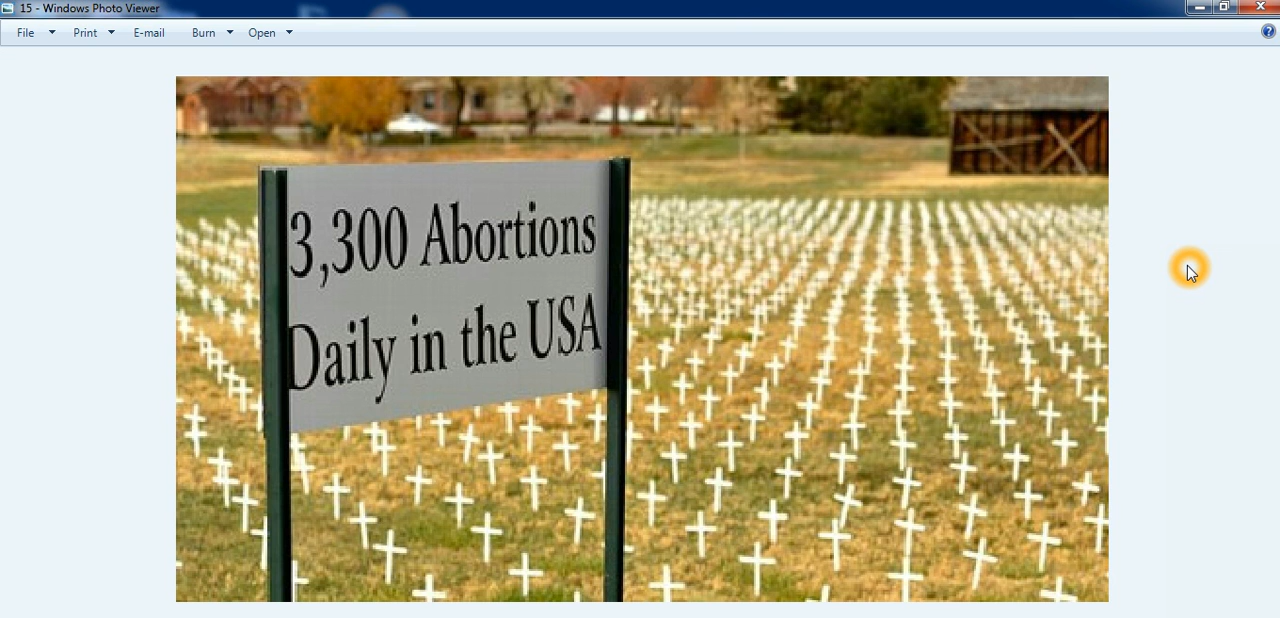 15 - Windows Photo Viewer
File Print E-mail Burn Open
3,300 Abortions
Daily in the USA